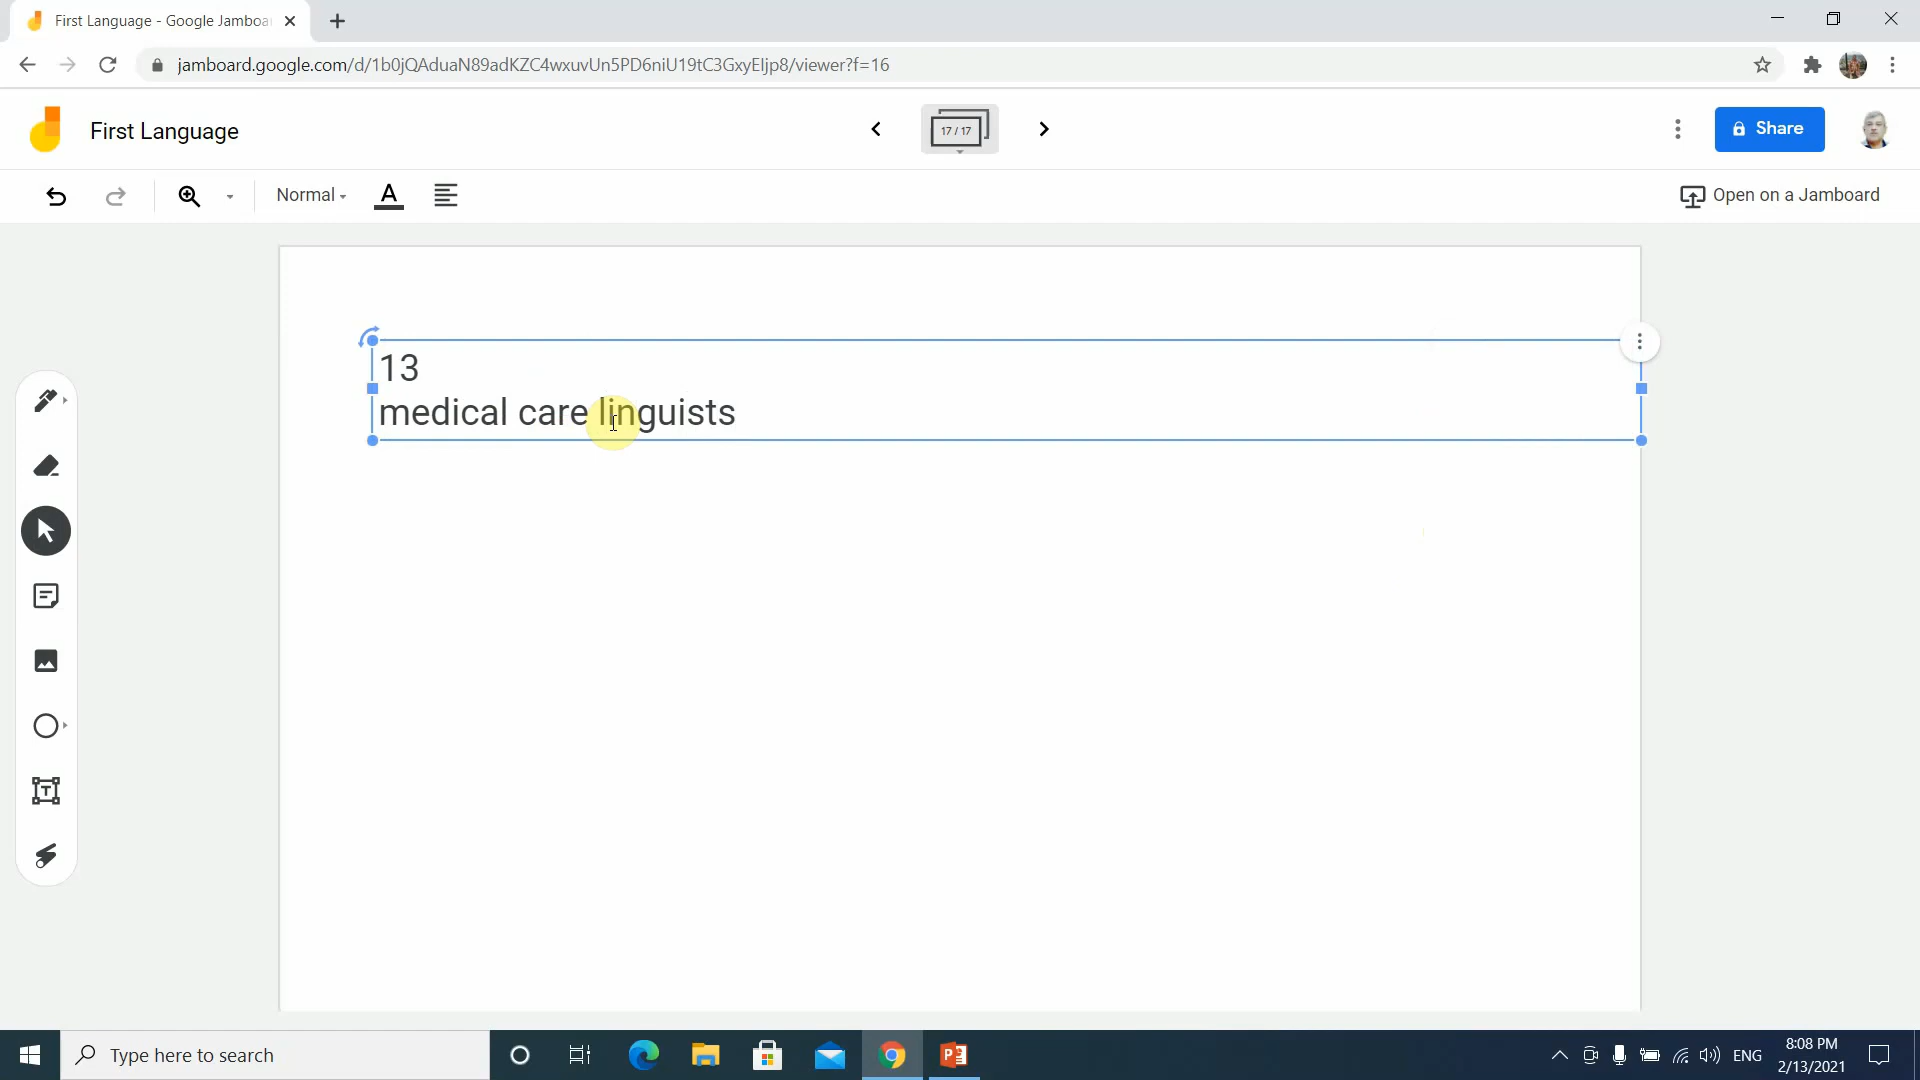 First Language - Google Jamboa
jamboard.google.com/d/1b0jQAduaN89adKZC4wxuvUn5PD6niU19tC3GxyEljp8/viewer?f=16
First Language
17 / 17
Share
Normal
A
Open on a Jamboard
13
medical care linguists
Type here to search
ENG
8:08 PM
2/13/2021